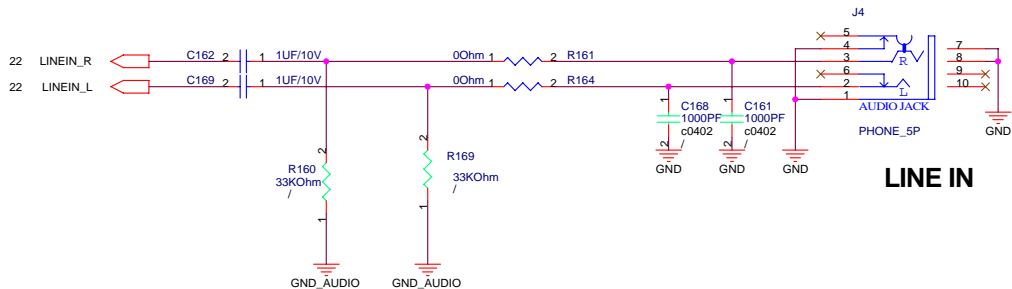 J4
5
4
3
6
2
1
R
L
7
8
9
10
AUDIO JACK
PHONE_5P
GND
22 LINEIN_R C162 2 1 1UF/10V 0Ohm 1 2 R161
22 LINEIN_L C169 2 1 1UF/10V 0Ohm 1 2 R164
1 C168
1000PF
c0402
2 /
GND
1 C161
1000PF
c0402
2 /
GND
GND
LINE IN
2
R160
33KOhm
/
1
GND_AUDIO
2
R169
33KOhm
/
1
GND_AUDIO